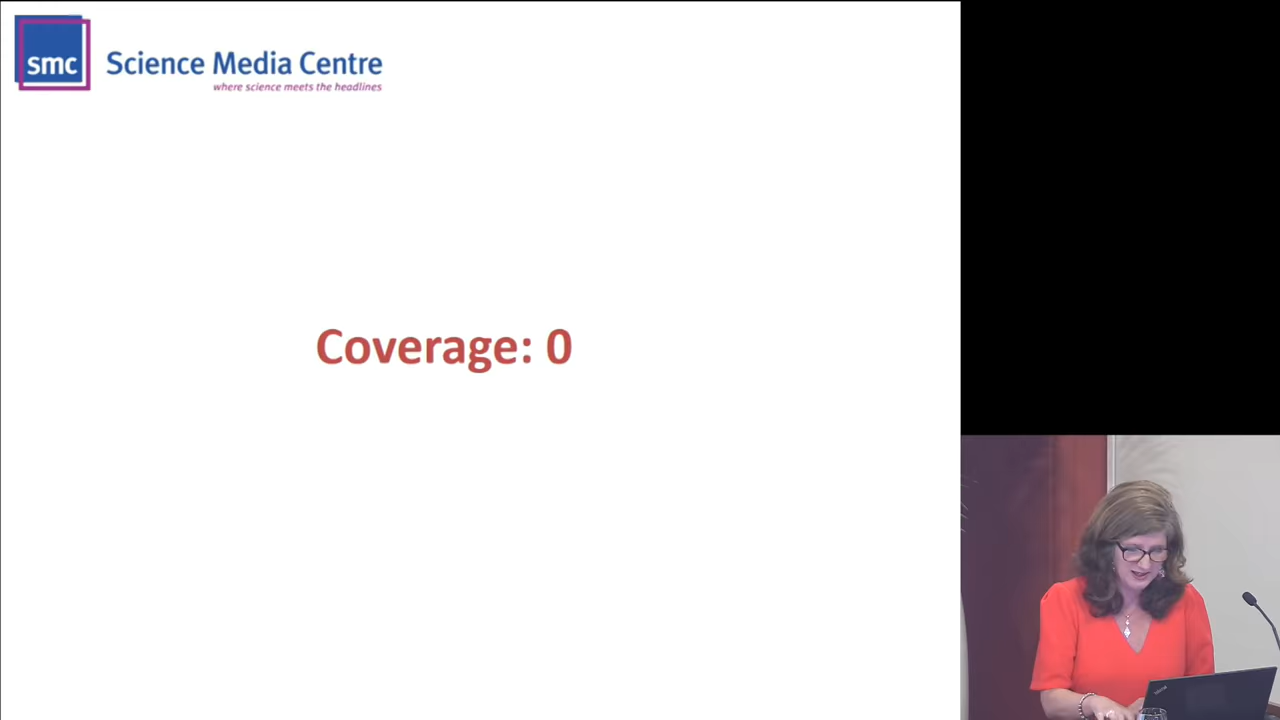 smc
Science Media Centre
where science meets the headlines
Coverage: 0